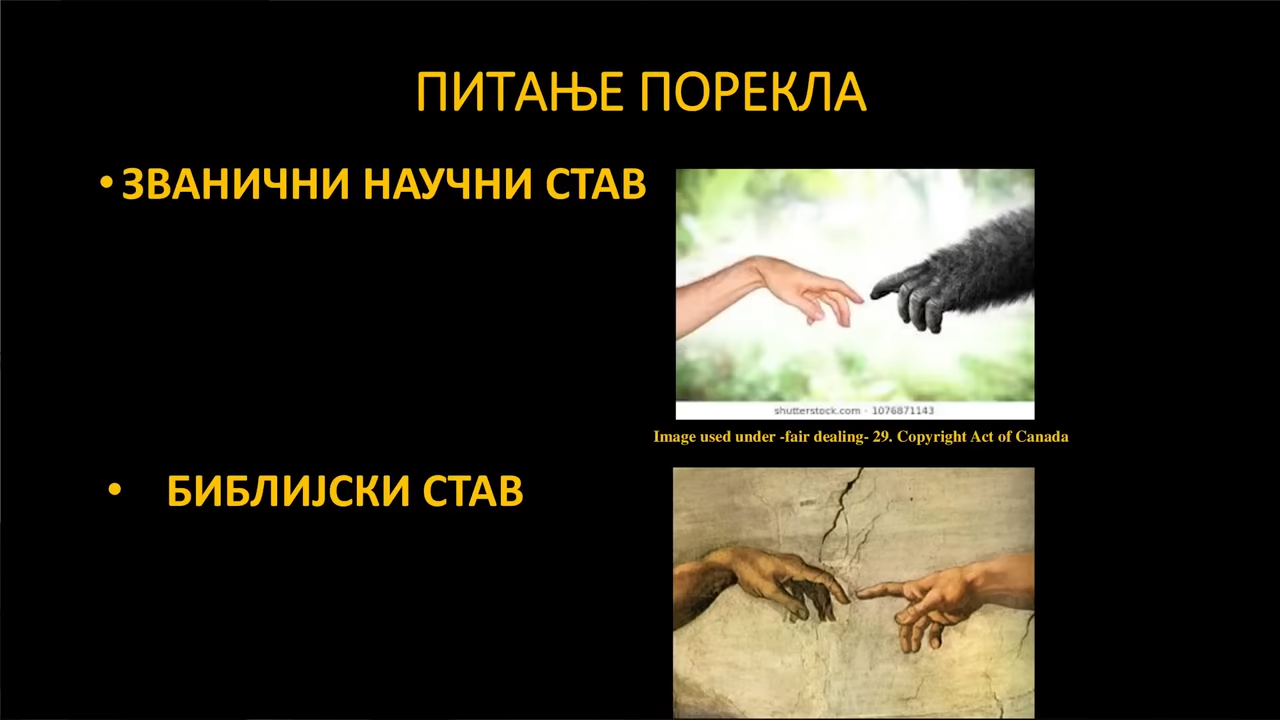 ПИТАЊЕ ПОРЕКЛА
• ЗВАНИЧНИ НАУЧНИ СТАВ
shutterstock.com · 1076871143
Image used under -fair dealing- 29. Copyright Act of Canada
• БИБЛИЈСКИ СТАВ